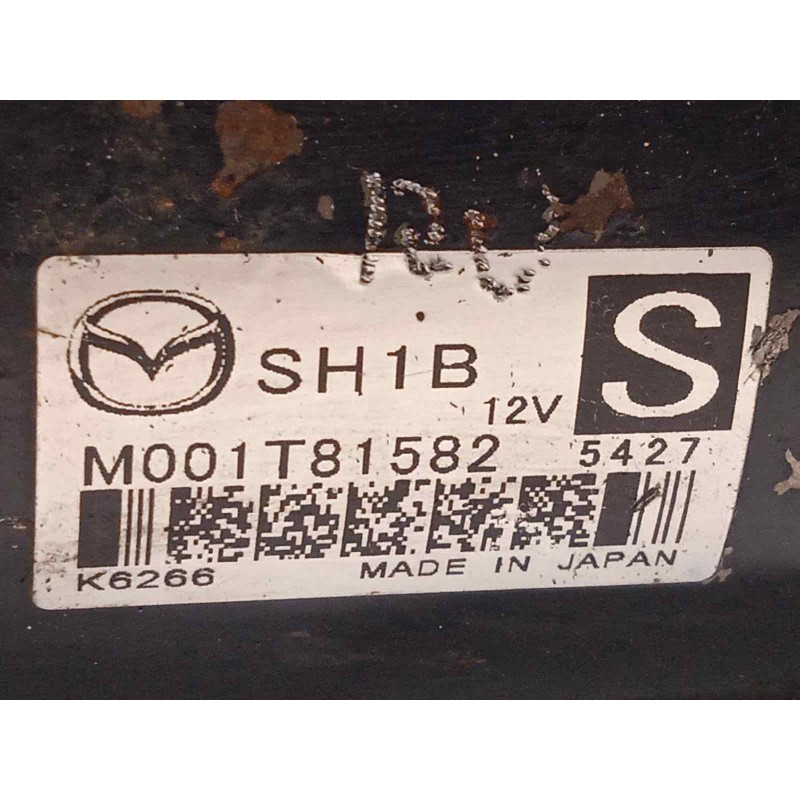 SH1B
12V
S
M001T81582 5427
K6266
MADE IN JAPAN